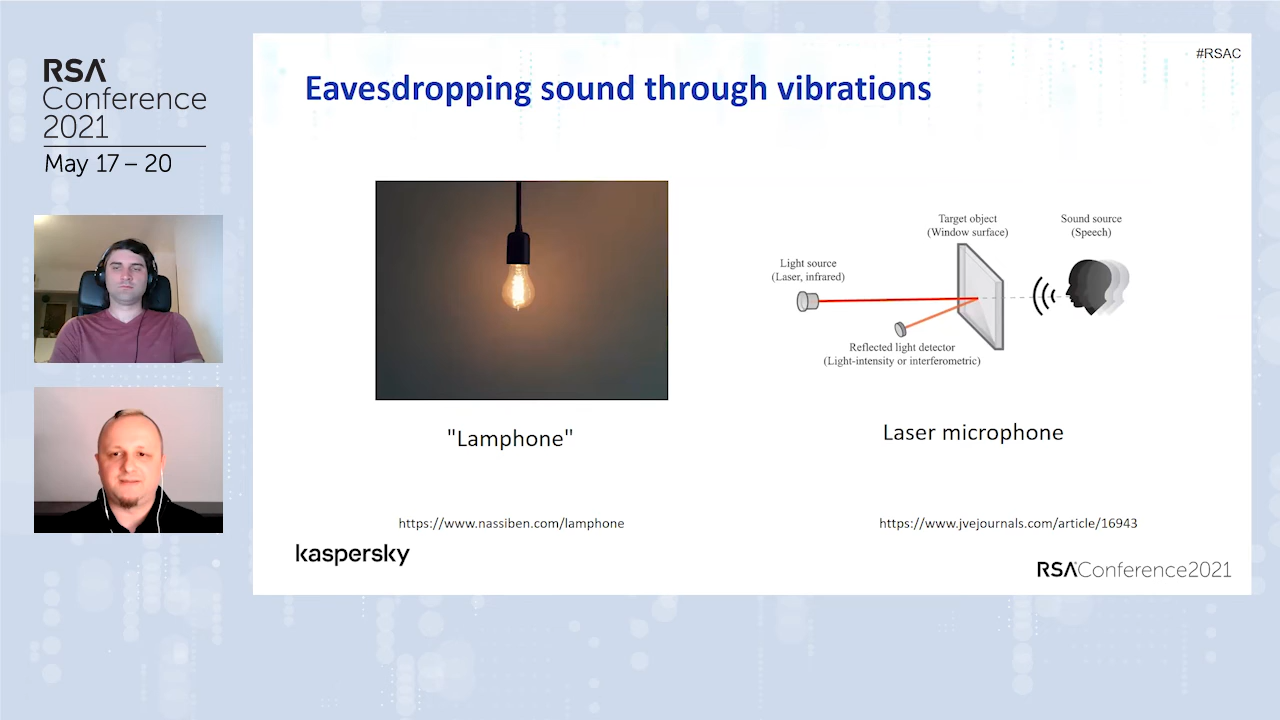 RSA
Conference
2021
May 17 – 20
#RSAC
Eavesdropping sound through vibrations
Target object
(Window surface)
Sound source
(Speech)
Light source
(Laser, infrared)
Reflected light detector
(Light-intensity or interferometric)
"Lamphone"
Laser microphone
https://www.nassiben.com/lamphone
https://www.jvejournals.com/article/16943
kaspersky
RSAConference2021